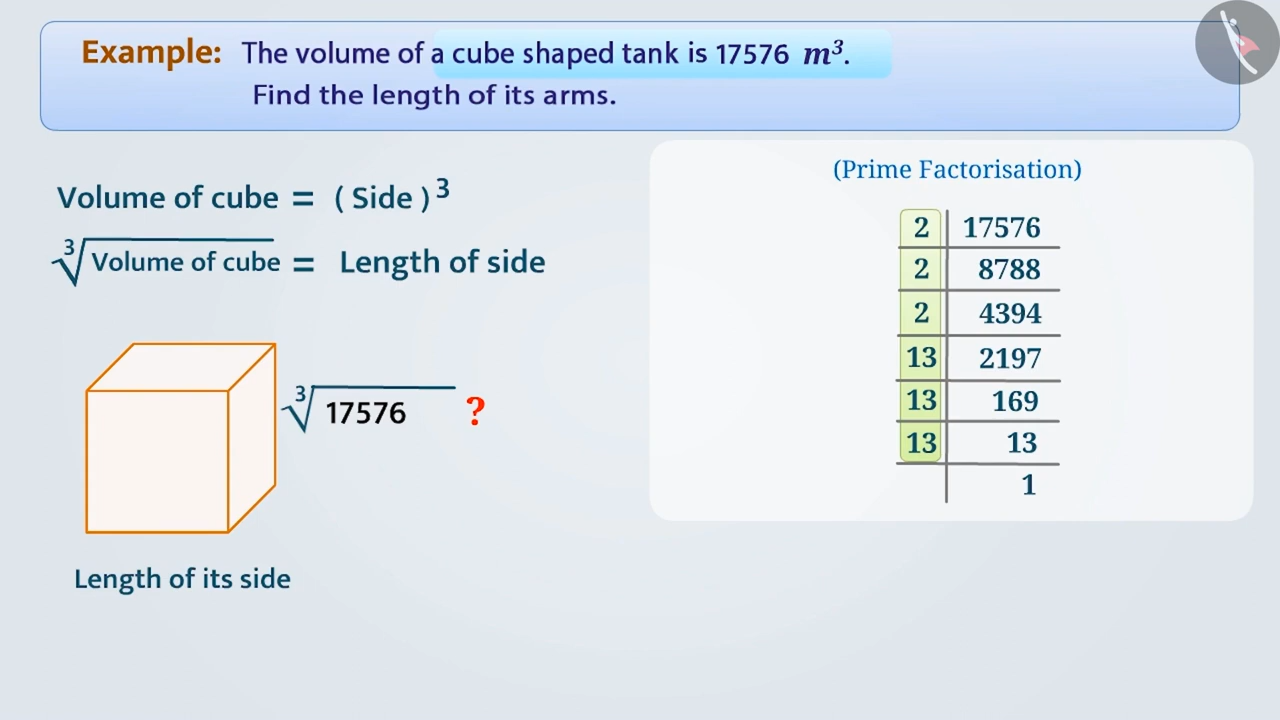 Example: The volume of a cube shaped tank is 17576 m³.
Find the length of its arms.
Volume of cube = ( Side )³
∛Volume of cube = Length of side
∛17576 ?
Length of its side
(Prime Factorisation)
2 17576
2 8788
2 4394
13 2197
13 169
13 13
1